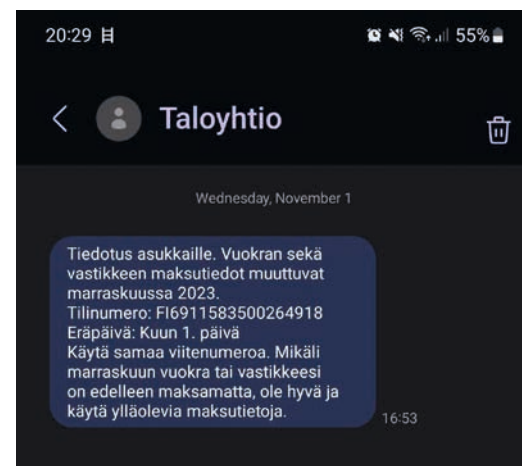 20:29
55%
Taloyhtio
Wednesday, November 1
Tiedotus asukkaille. Vuokran sekä
vastikkeen maksutiedot muuttuvat
marraskuussa 2023.
Tilinumero: FI6911583500264918
Eräpäivä: Kuun 1. päivä
Käytä samaa viitenumeroa. Mikäli
marraskuun vuokra tai vastikkeesi
on edelleen maksamatta, ole hyvä ja
käytä ylläolevia maksutietoja.
16:53